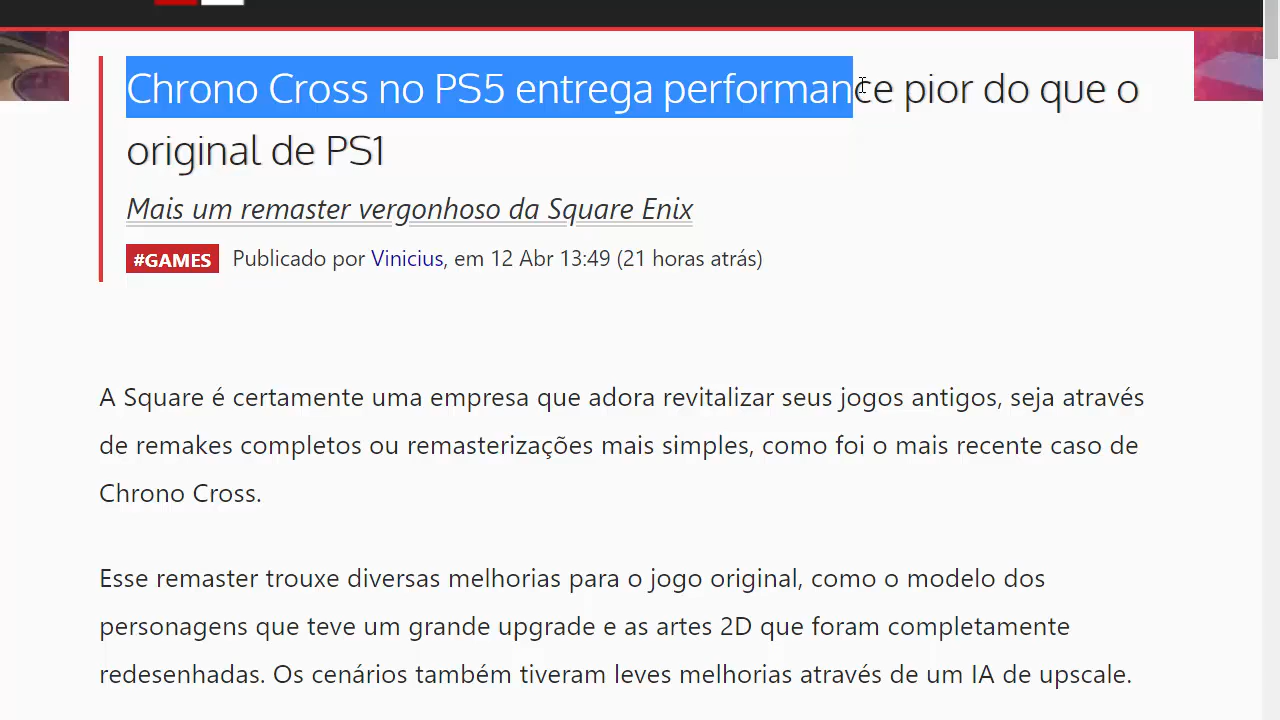 Chrono Cross no PS5 entrega performance pior do que o
original de PS1
Mais um remaster vergonhoso da Square Enix
#GAMES Publicado por Vinicius, em 12 Abr 13:49 (21 horas atrás)
A Square é certamente uma empresa que adora revitalizar seus jogos antigos, seja através
de remakes completos ou remasterizações mais simples, como foi o mais recente caso de
Chrono Cross.
Esse remaster trouxe diversas melhorias para o jogo original, como o modelo dos
personagens que teve um grande upgrade e as artes 2D que foram completamente
redesenhadas. Os cenários também tiveram leves melhorias através de um IA de upscale.